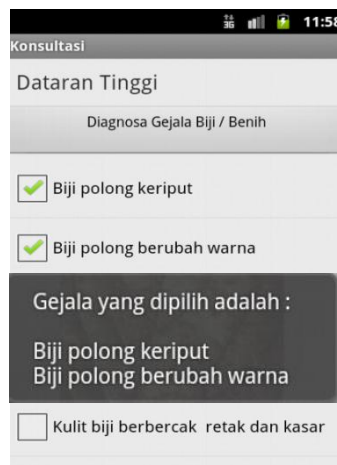 3G 11:58
Konsultasi
Dataran Tinggi
Diagnosa Gejala Biji / Benih
Biji polong keriput
Biji polong berubah warna
Gejala yang dipilih adalah :
Biji polong keriput
Biji polong berubah warna
Kulit biji berbercak retak dan kasar